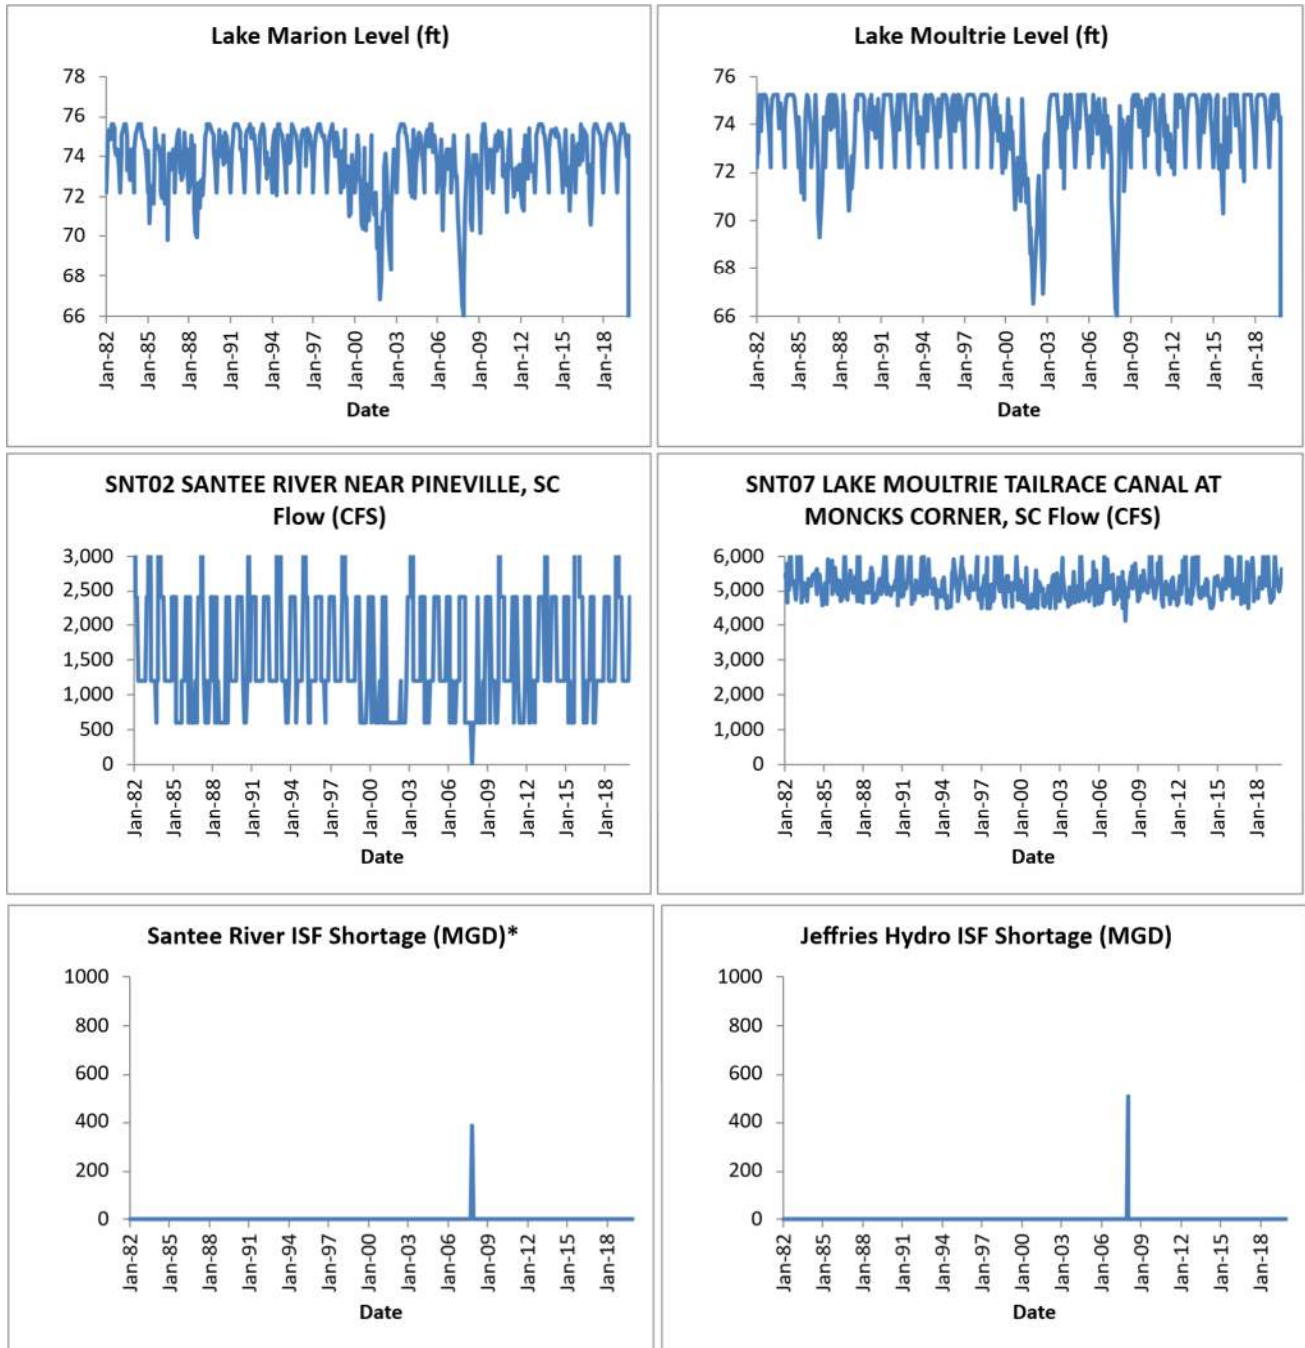 Lake Marion Level (ft)
78
76
74
72
70
68
66
Jan-82
Jan-85
Jan-88
Jan-91
Jan-94
Jan-97
Jan-00
Jan-03
Jan-06
Jan-09
Jan-12
Jan-15
Jan-18
Date
Lake Moultrie Level (ft)
76
74
72
70
68
66
Jan-82
Jan-85
Jan-88
Jan-91
Jan-94
Jan-97
Jan-00
Jan-03
Jan-06
Jan-09
Jan-12
Jan-15
Jan-18
Date
SNT02 SANTEE RIVER NEAR PINEVILLE, SC
Flow (CFS)
3,000
2,500
2,000
1,500
1,000
500
0
Jan-82
Jan-85
Jan-88
Jan-91
Jan-94
Jan-97
Jan-00
Jan-03
Jan-06
Jan-09
Jan-12
Jan-15
Jan-18
Date
SNT07 LAKE MOULTRIE TAILRACE CANAL AT
MONCKS CORNER, SC Flow (CFS)
6,000
5,000
4,000
3,000
2,000
1,000
0
Jan-82
Jan-85
Jan-88
Jan-91
Jan-94
Jan-97
Jan-00
Jan-03
Jan-06
Jan-09
Jan-12
Jan-15
Jan-18
Date
Santee River ISF Shortage (MGD)*
1000
800
600
400
200
0
Jan-82
Jan-85
Jan-88
Jan-91
Jan-94
Jan-97
Jan-00
Jan-03
Jan-06
Jan-09
Jan-12
Jan-15
Jan-18
Date
Jeffries Hydro ISF Shortage (MGD)
1000
800
600
400
200
0
Jan-82
Jan-85
Jan-88
Jan-91
Jan-94
Jan-97
Jan-00
Jan-03
Jan-06
Jan-09
Jan-12
Jan-15
Jan-18
Date